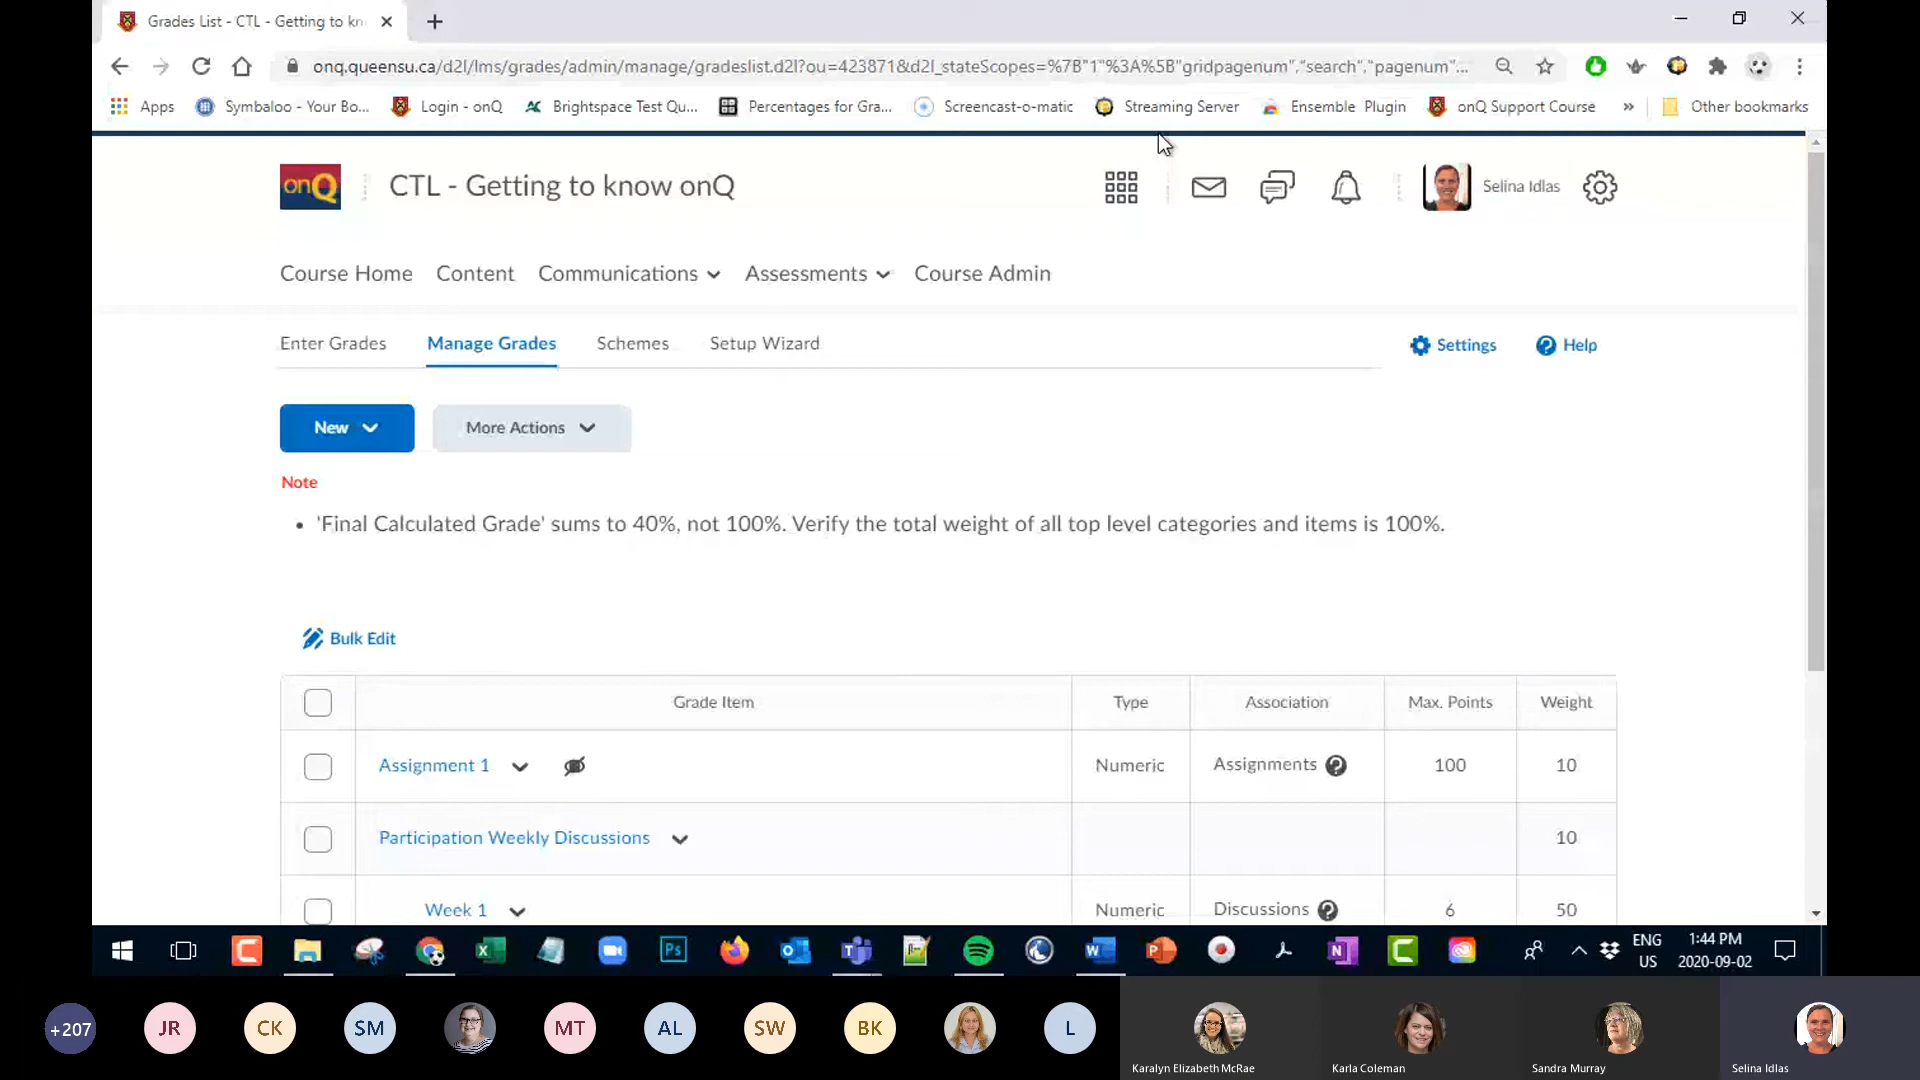 Grades List - CTL - Getting to kn
onq.queensu.ca/d2l/lms/grades/admin/manage/gradeslist.d2l?ou=423871&d2l_stateScopes=%7B"1"%3A%5B"gridpagenum","search","pagenum"...
Apps Symbaloo - Your Bo... Login - onQ Brightspace Test Qu... Percentages for Gra... Screencast-o-matic Streaming Server Ensemble Plugin onQ Support Course » Other bookmarks
onQ CTL - Getting to know onQ Selina Idlas
Course Home Content Communications Assessments Course Admin
Enter Grades Manage Grades Schemes Setup Wizard Settings Help
New More Actions
Note
• 'Final Calculated Grade' sums to 40%, not 100%. Verify the total weight of all top level categories and items is 100%.
Bulk Edit
Grade Item Type Association Max. Points Weight
Assignment 1 Numeric Assignments 100 10
Participation Weekly Discussions 10
Week 1 Numeric Discussions 6 50
ENG 1:44 PM
US 2020-09-02
+207 JR CK SM MT AL SW BK L
Karalyn Elizabeth McRae Karla Coleman Sandra Murray Selina Idlas